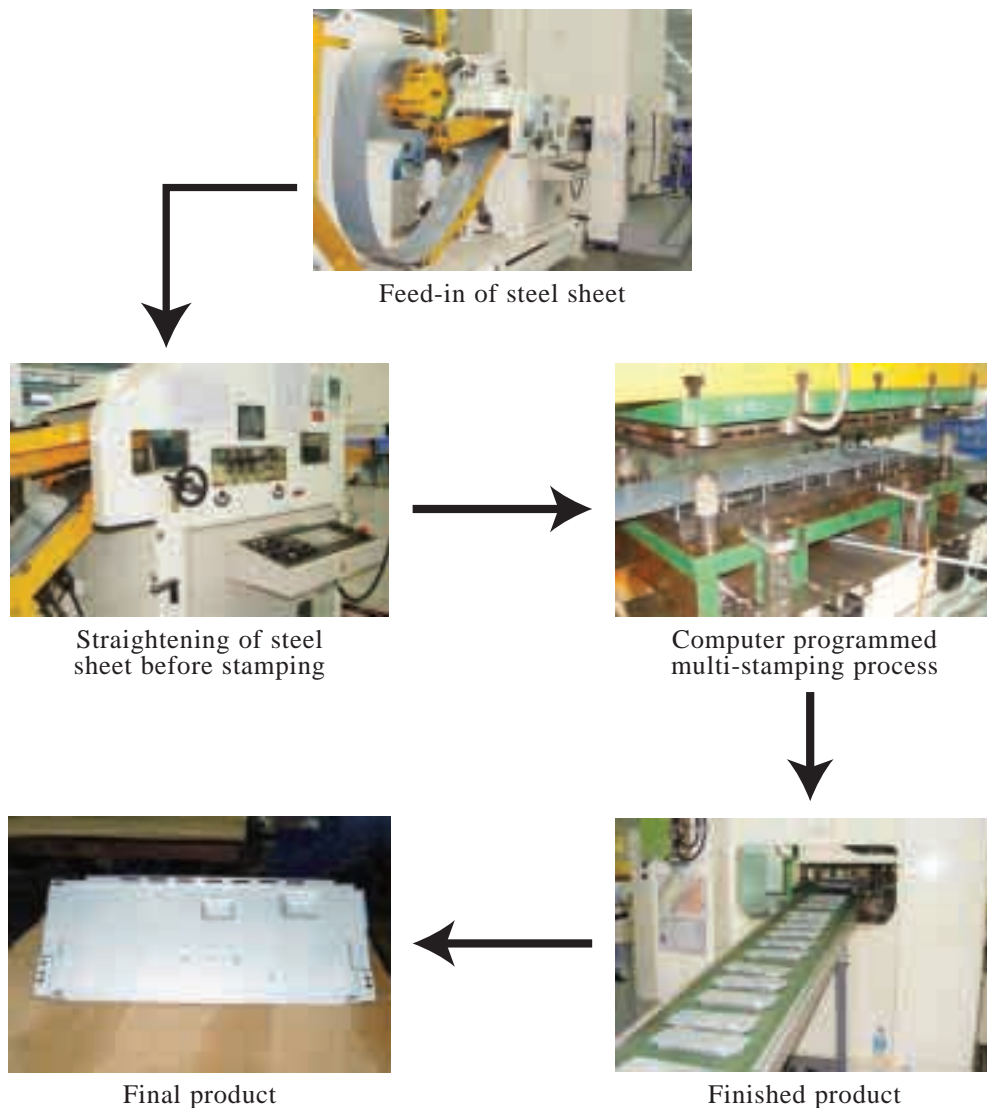 Feed-in of steel sheet
Straightening of steel
sheet before stamping
Computer programmed
multi-stamping process
Final product
Finished product